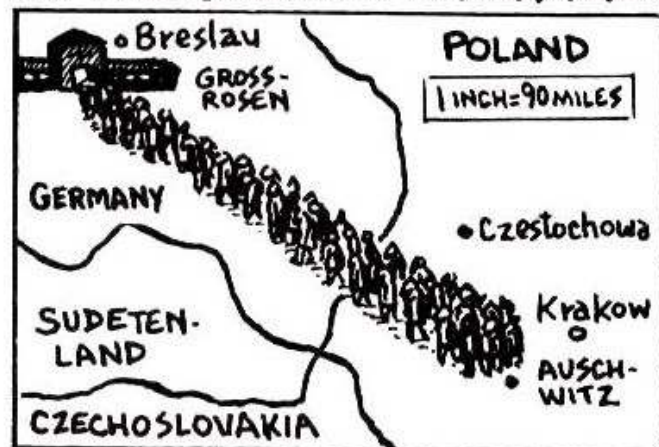 Breslau
GROSS-
ROSEN
POLAND
1 INCH=90 MILES
GERMANY
Czestochowa
SUDETEN-
LAND
Krakow
AUSCH-
WITZ
CZECHOSLOVAKIA